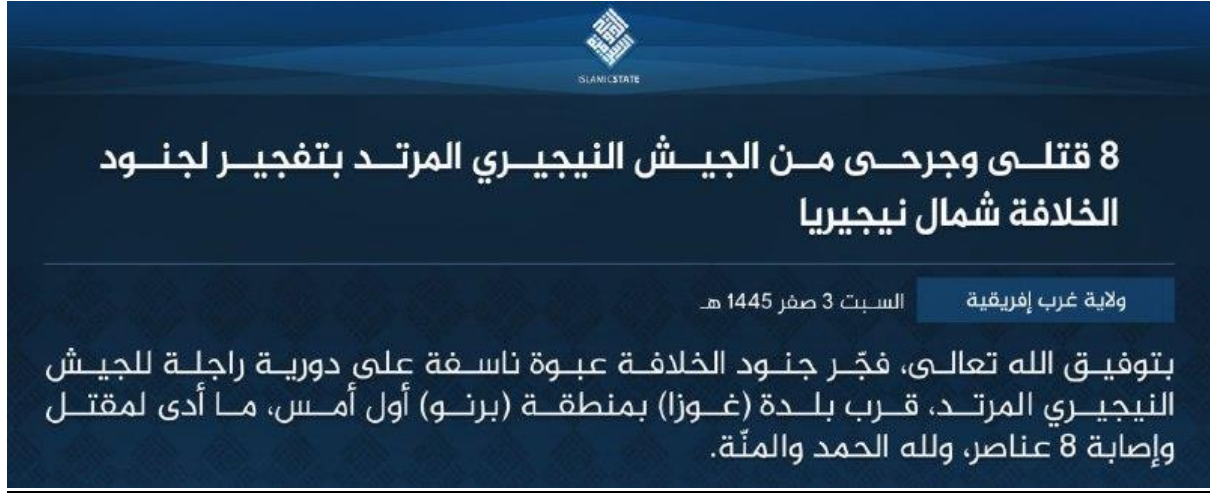 ISLAMICSTATE
8 قتلى وجرحى من الجيش النيجيري المرتد بتفجير لجنود
الخلافة شمال نيجيريا
ولاية غرب إفريقية السبت 3 صفر 1445 هـ
بتوفيق الله تعالى، فجّر جنود الخلافة عبوة ناسفة على دورية راجلة للجيش
النيجيري المرتد، قرب بلدة (غوزا) بمنطقة (برنو) أول أمس، ما أدى لمقتل
وإصابة 8 عناصر، ولله الحمد والمنّة.